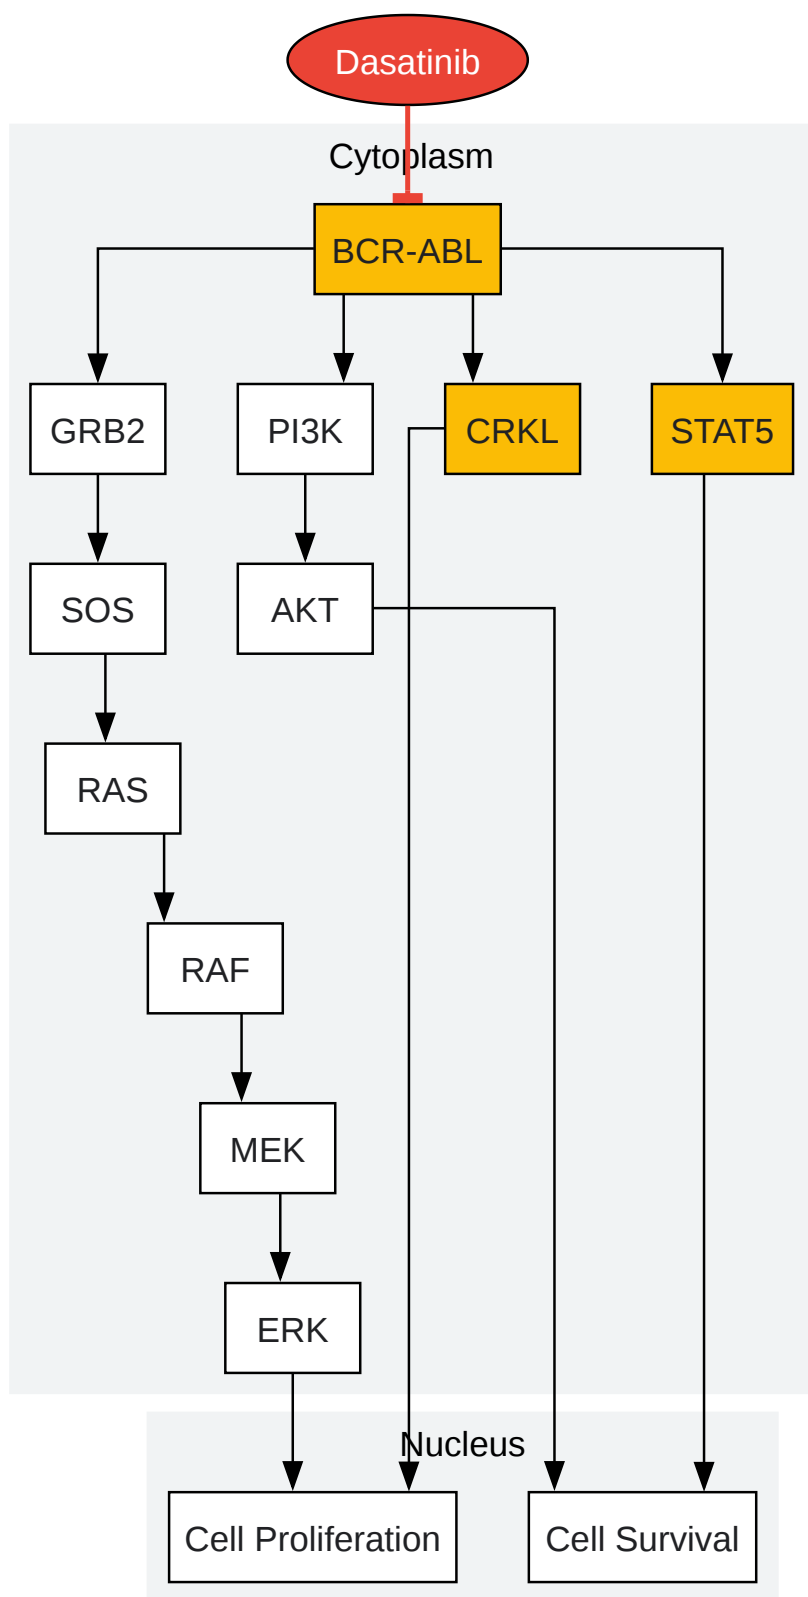 Dasatinib
Cytoplasm
BCR-ABL
GRB2
PI3K
CRKL
STAT5
SOS
AKT
RAS
RAF
MEK
ERK
Nucleus
Cell Proliferation
Cell Survival